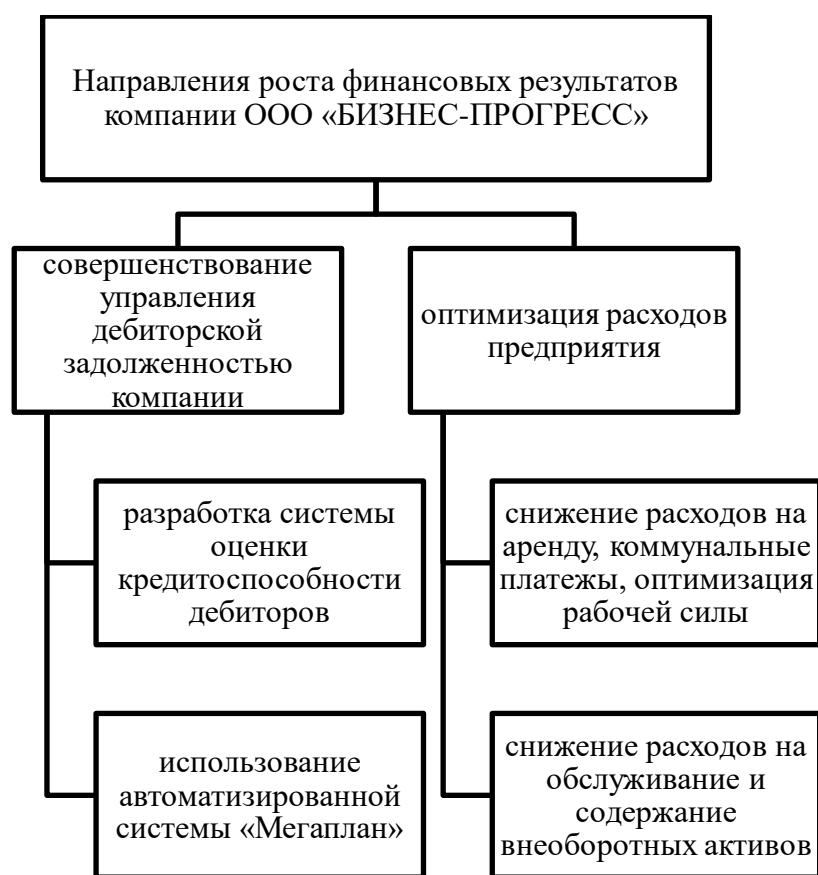 Направления роста финансовых результатов
компании ООО «БИЗНЕС-ПРОГРЕСС»
совершенствование
управления
дебиторской
задолженностью
компании
разработка системы
оценки
кредитоспособности
дебиторов
использование
автоматизированной
системы «Мегаплан»
оптимизация расходов
предприятия
снижение расходов на
аренду, коммунальные
платежы, оптимизация
рабочей силы
снижение расходов на
обслуживание и
содержание
внеоборотных активов